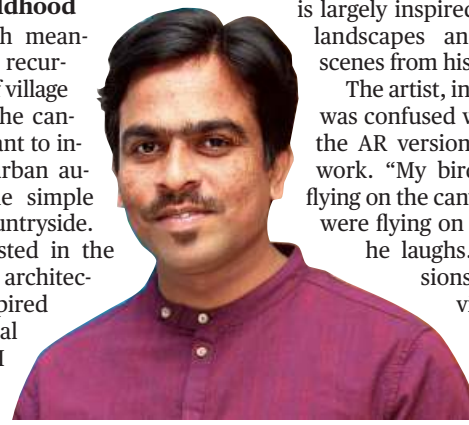 ldhood
h mean-
recur-
f village
he can-
ant to in-
rban au-
e simple
untryside.
sted in the
architec-
pired
al
I
is largely inspired
landscapes an
scenes from his
The artist, in
was confused
the AR version
work. “My bird
flying on the can
were flying on
he laughs.
sions
vi